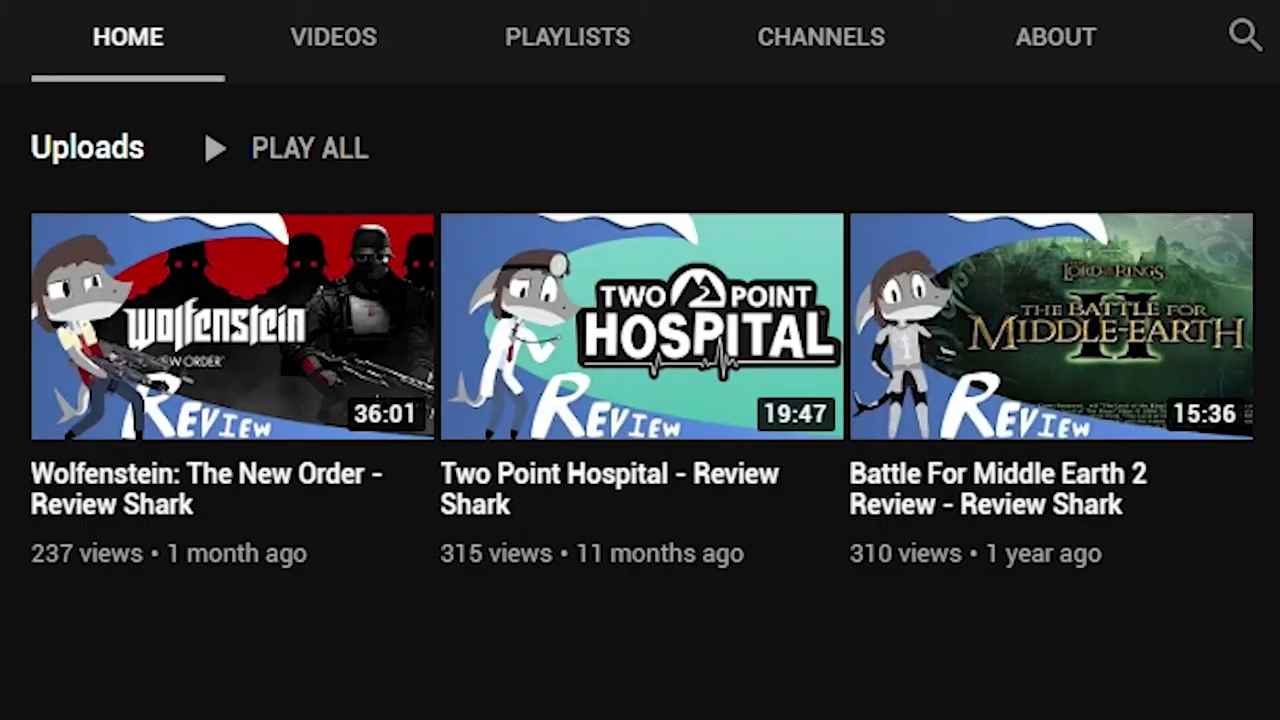 HOME VIDEOS PLAYLISTS CHANNELS ABOUT
Uploads PLAY ALL
wolfenstein
EW ORDER
REVIEW
36:01
TWO POINT
HOSPITAL
REVIEW
19:47
THE LORD OF THE RINGS
THE BATTLE FOR
MIDDLE-EARTH
II
REVIEW
15:36
Wolfenstein: The New Order -
Review Shark
237 views • 1 month ago
Two Point Hospital - Review
Shark
315 views • 11 months ago
Battle For Middle Earth 2
Review - Review Shark
310 views • 1 year ago